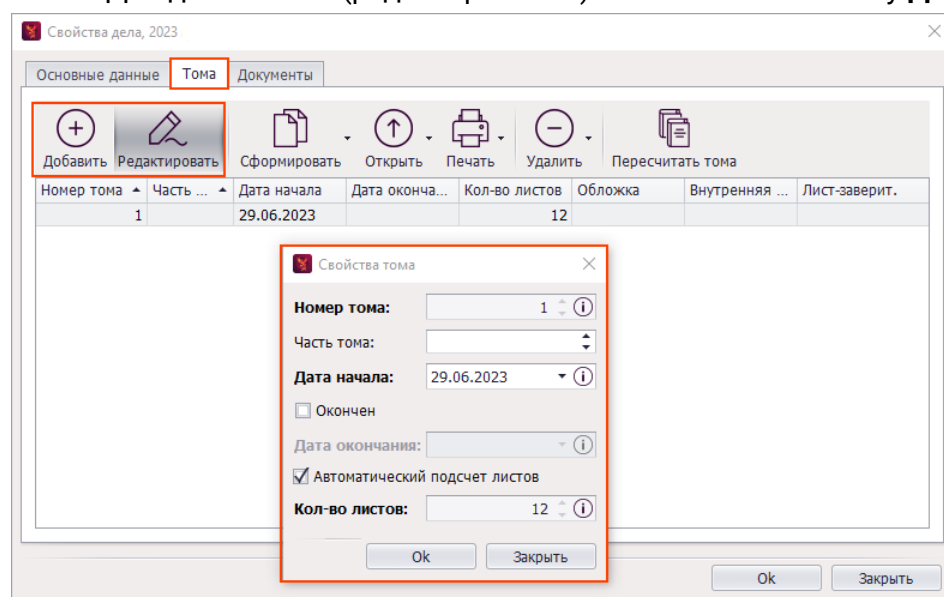 Свойства дела, 2023
Основные данные Тома Документы
Добавить Редактировать Сформировать Открыть Печать Удалить Пересчитать тома
Номер тома Часть ... Дата начала Дата оконча... Кол-во листов Обложка Внутренняя ... Лист-заверит.
1 29.06.2023 12
Свойства тома
Номер тома: 1
Часть тома:
Дата начала: 29.06.2023
Окончен
Дата окончания:
Автоматический подсчет листов
Кол-во листов: 12
Ok Закрыть
Ok Закрыть